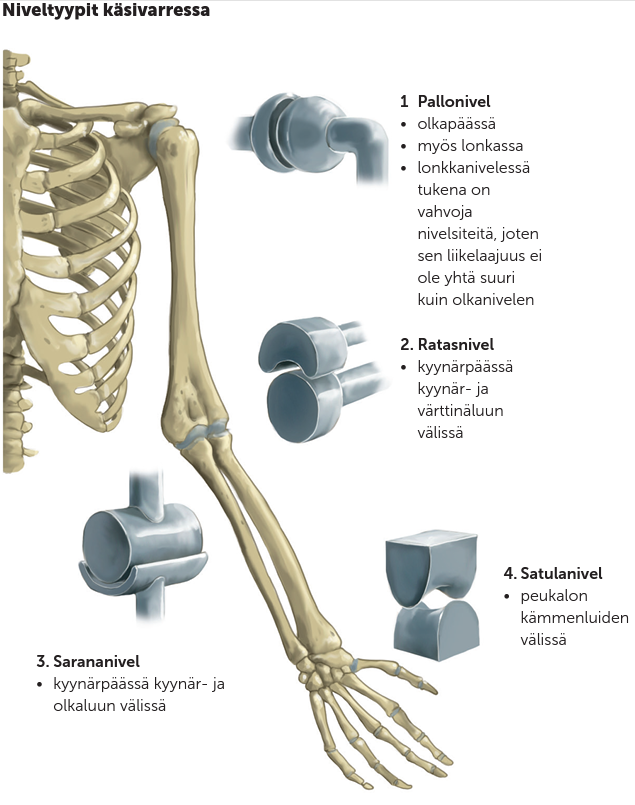 Niveltyypit käsivarressa
1 Pallonivel
• olkapäässä
• myös lonkassa
• lonkkanivelessä
tukena on
vahvoja
nivelsiteitä, joten
sen liikelaajuus ei
ole yhtä suuri
kuin olkanivelen
2. Ratasnivel
• kyynärpäässä
kyynär- ja
värttinäluun
välissä
3. Sarananivel
• kyynärpäässä kyynär- ja
olkaluun välissä
4. Satulanivel
• peukalon
kämmenluiden
välissä